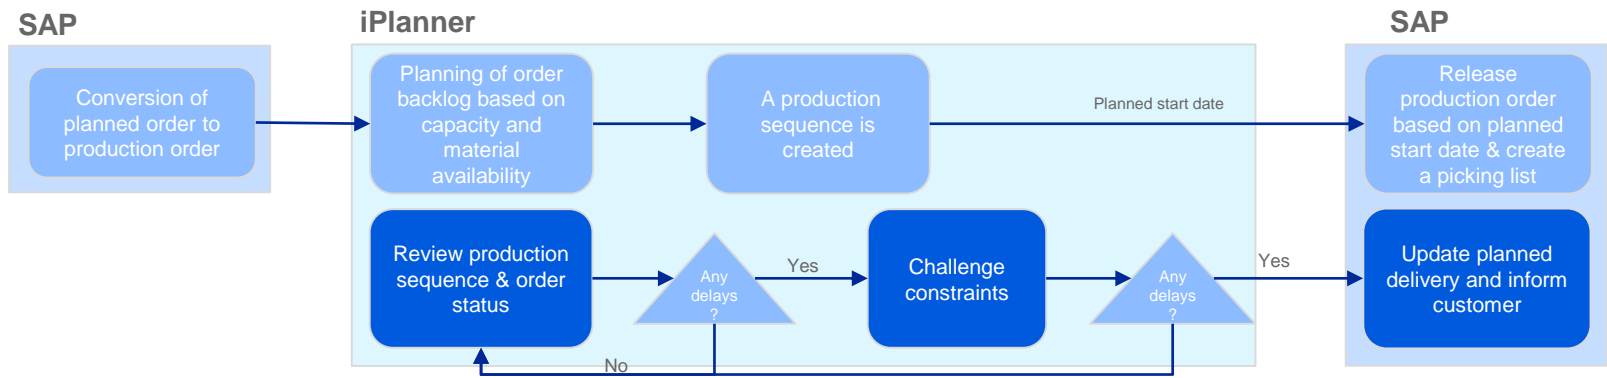 SAP
iPlanner
SAP
Conversion of
planned order to
production order
Planning of order
backlog based on
capacity and
material
availability
A production
sequence is
created
Planned start date
Release
production order
based on planned
start date & create
a picking list
Review production
sequence & order
status
Any
delays
?
Yes
Challenge
constraints
Any
delays
?
Yes
Update planned
delivery and inform
customer
No